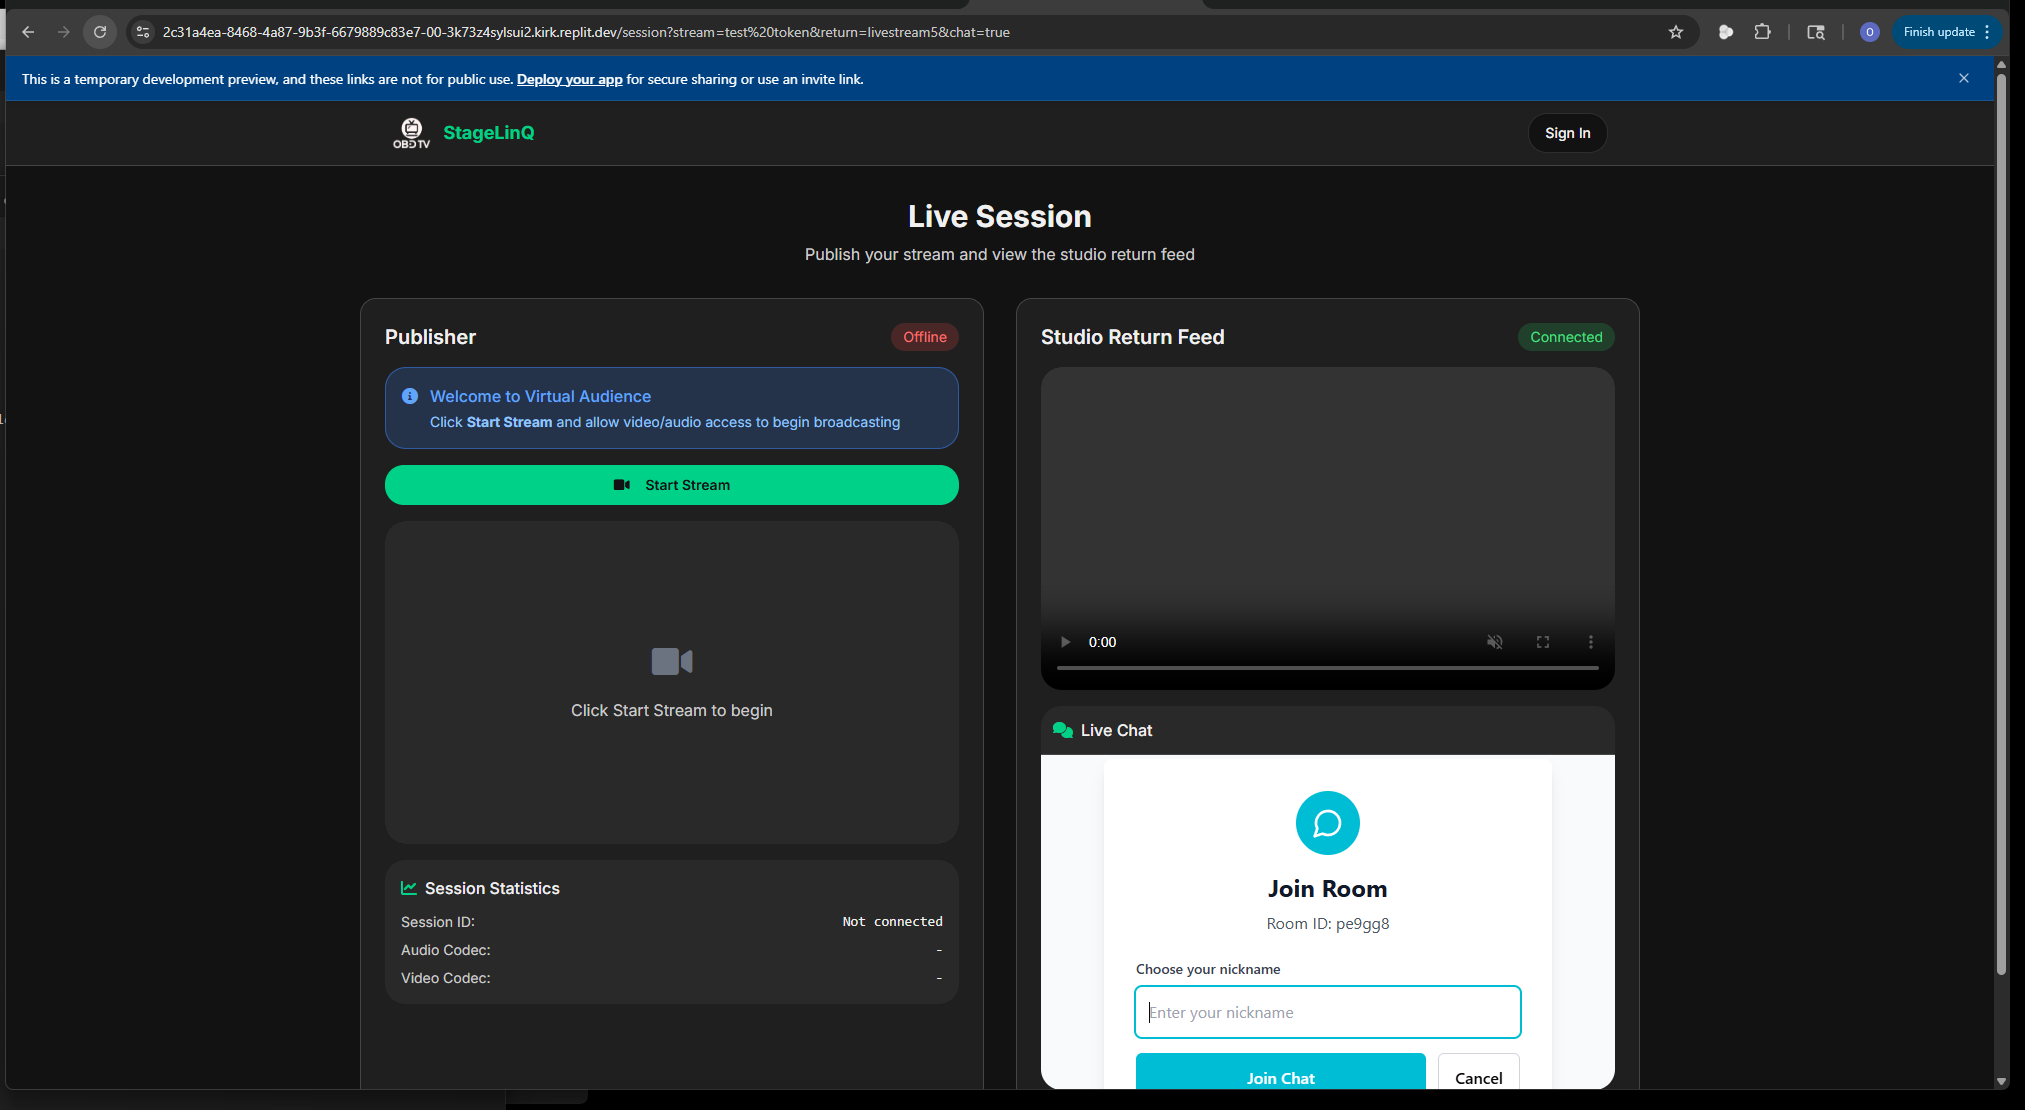 2c31a4ea-8468-4a87-9b3f-6679889c83e7-00-3k73z4sylsui2.kirk.replit.dev/session?stream=test%20token&return=livestream5&chat=true
O
Finish update
This is a temporary development preview, and these links are not for public use. Deploy your app for secure sharing or use an invite link.
OBDTV
StageLinQ
Sign In
Live Session
Publish your stream and view the studio return feed
Publisher
Offline
Welcome to Virtual Audience
Click Start Stream and allow video/audio access to begin broadcasting
Start Stream
Click Start Stream to begin
Session Statistics
Session ID: Not connected
Audio Codec: -
Video Codec: -
Studio Return Feed
Connected
0:00
Live Chat
Join Room
Room ID: pe9gg8
Choose your nickname
Enter your nickname
Join Chat
Cancel